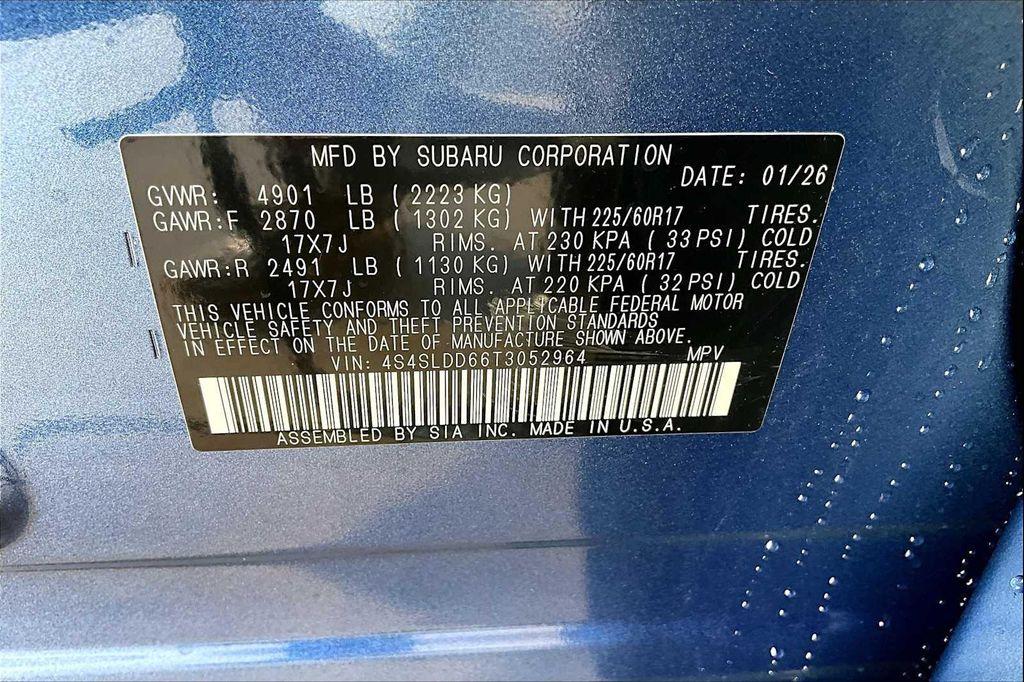 MFD BY SUBARU CORPORATION
DATE: 01/26
GVWR: 4901 LB (2223 KG)
GAWR:F 2870 LB (1302 KG) WITH 225/60R17 TIRES.
17X7J RIMS. AT 230 KPA (33 PSI) COLD
GAWR:R 2491 LB (1130 KG) WITH 225/60R17 TIRES.
17X7J RIMS. AT 220 KPA (32 PSI) COLD
THIS VEHICLE CONFORMS TO ALL APPLICABLE FEDERAL MOTOR
VEHICLE SAFETY AND THEFT PREVENTION STANDARDS
IN EFFECT ON THE DATE OF MANUFACTURE SHOWN ABOVE.
VIN: 4S4SLDD66T3052964 MPV
ASSEMBLED BY SIA INC. MADE IN U.S.A.